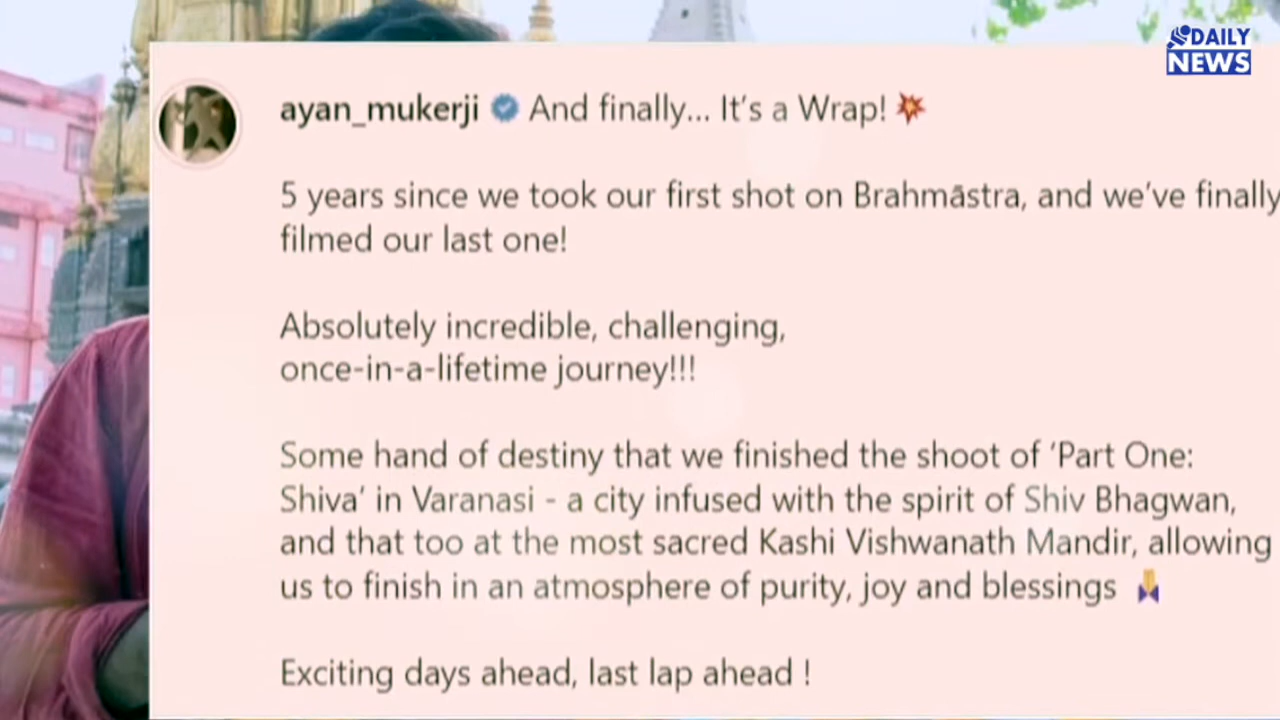 DAILY
NEWS
ayan_mukerji And finally... It's a Wrap! 💥
5 years since we took our first shot on Brahmāstra, and we've finally
filmed our last one!
Absolutely incredible, challenging,
once-in-a-lifetime journey!!!
Some hand of destiny that we finished the shoot of ‘Part One:
Shiva’ in Varanasi - a city infused with the spirit of Shiv Bhagwan,
and that too at the most sacred Kashi Vishwanath Mandir, allowing
us to finish in an atmosphere of purity, joy and blessings 🙏
Exciting days ahead, last lap ahead !